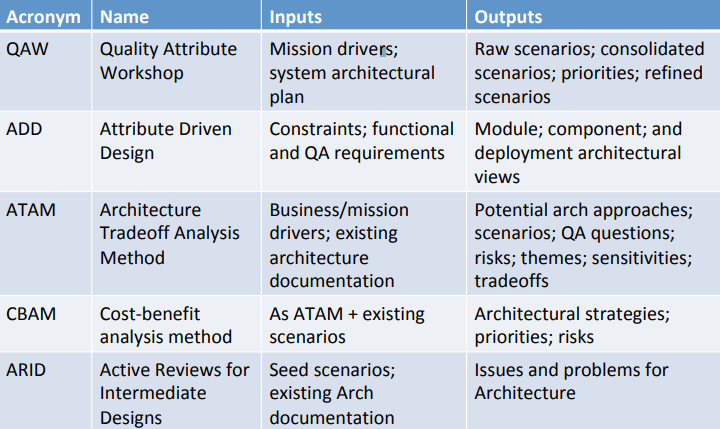 Acronym Name Inputs Outputs
QAW Quality Attribute Mission drivers; Raw scenarios; consolidated
Workshop system architectural scenarios; priorities; refined
plan scenarios
ADD Attribute Driven Constraints; functional Module; component; and
Design and QA requirements deployment architectural
views
ATAM Architecture Business/mission Potential arch approaches;
Tradeoff Analysis drivers; existing scenarios; QA questions;
Method architecture risks; themes; sensitivities;
documentation tradeoffs
CBAM Cost-benefit As ATAM + existing Architectural strategies;
analysis method scenarios priorities; risks
ARID Active Reviews for Seed scenarios; Issues and problems for
Intermediate existing Arch Architecture
Designs documentation